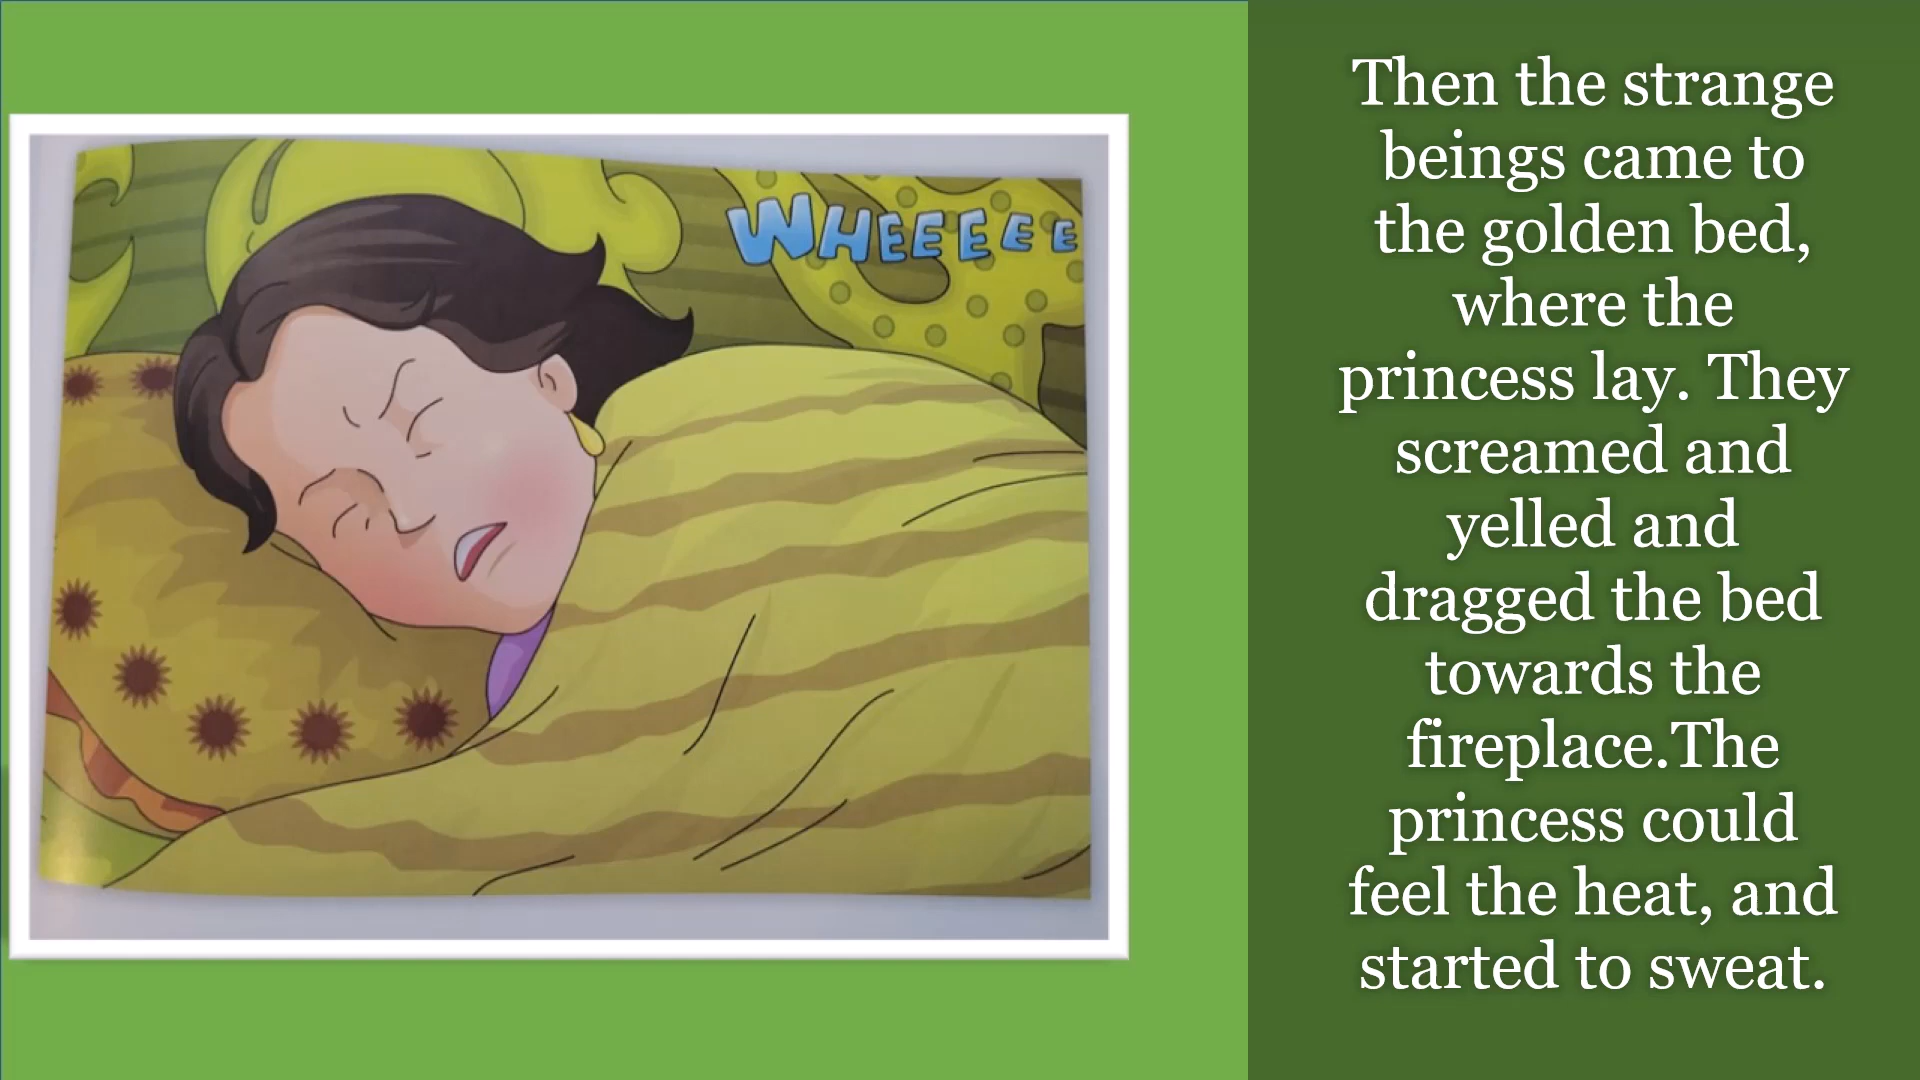 WHEEEEE
Then the strange
beings came to
the golden bed,
where the
princess lay. They
screamed and
yelled and
dragged the bed
towards the
fireplace.The
princess could
feel the heat, and
started to sweat.